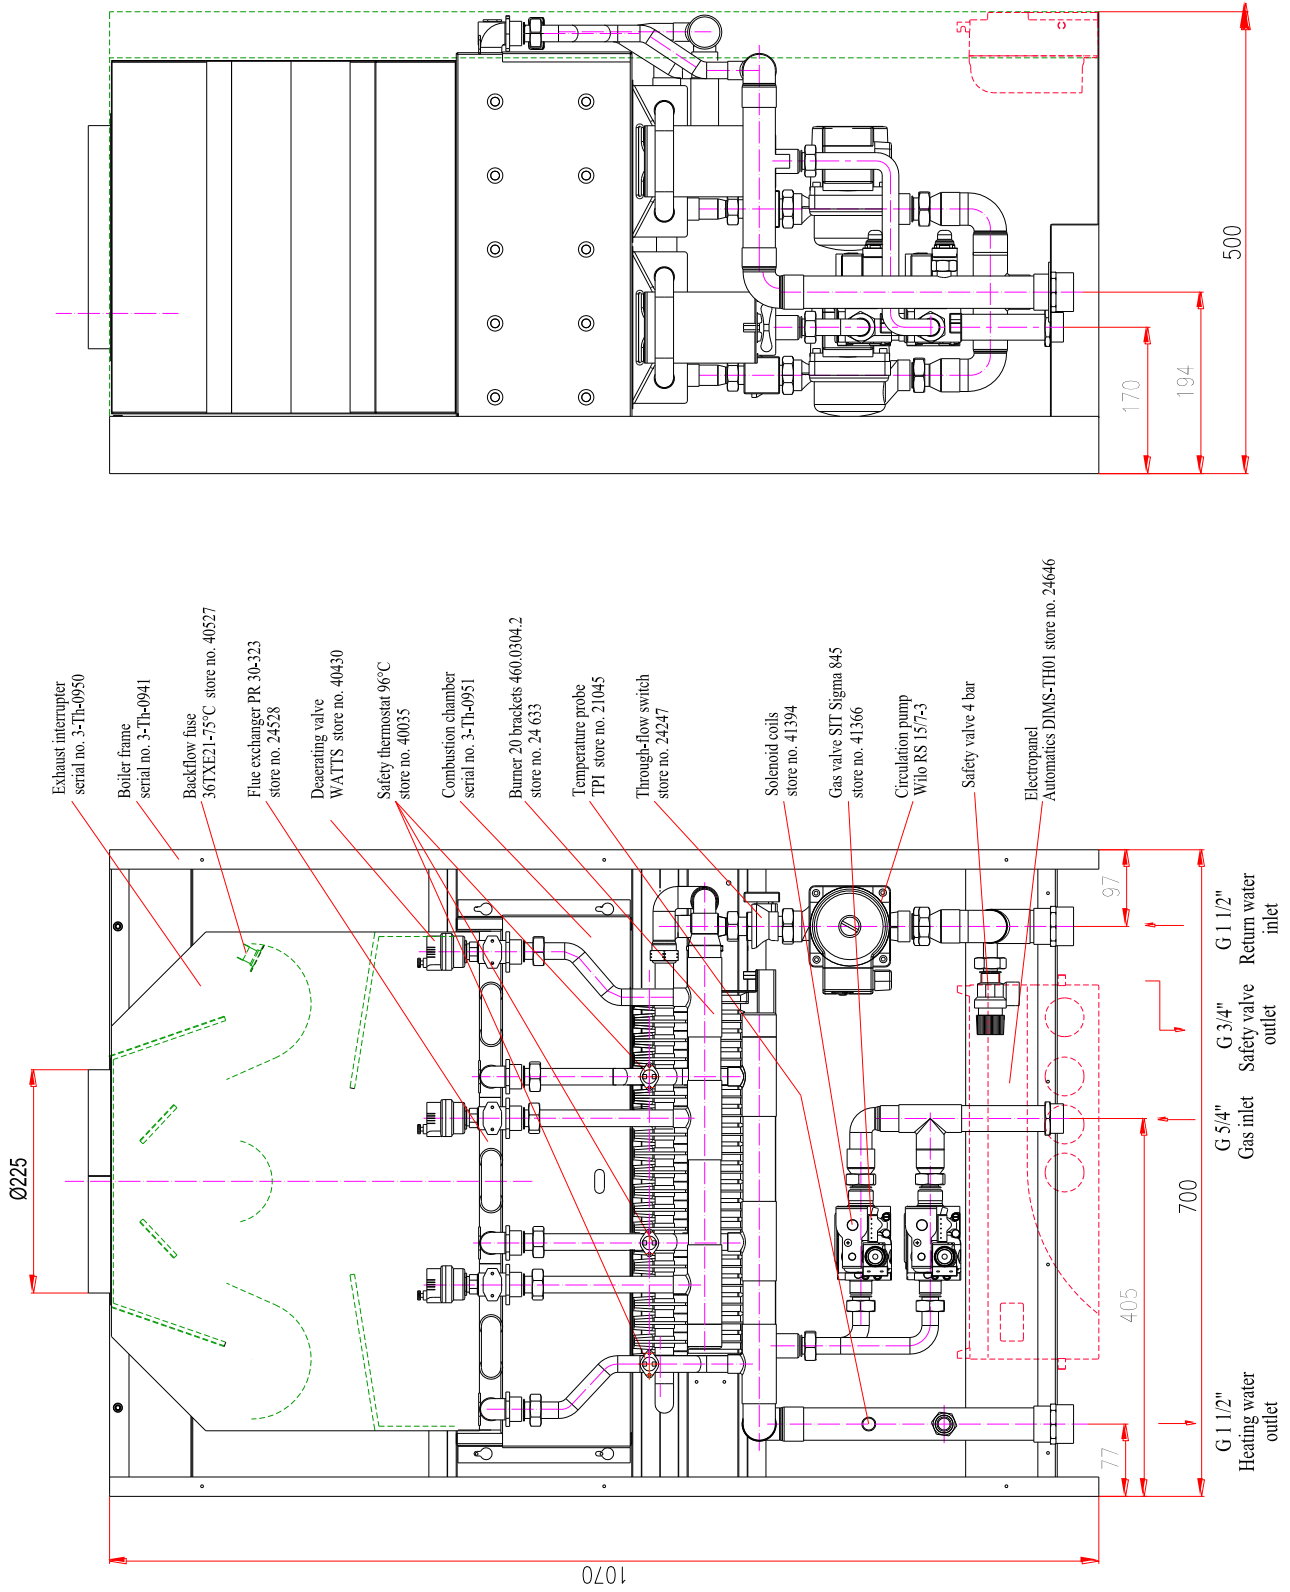 Exhaust interrupter
serial no. 3-Th-0950
Boiler frame
serial no. 3-Th-0941
Backflow fuse
36TXE21-75°C store no. 40527
Flue exchanger PR 30-323
store no. 24528
Deaerating valve
WATTS store no. 40430
Safety thermostat 96°C
store no. 40035
Combustion chamber
serial no. 3-Th-0951
Burner 20 brackets 460.0304.2
store no. 24 633
Temperature probe
TPI store no. 21045
Through-flow switch
store no. 24247
Solenoid coils
store no. 41394
Gas valve SIT Sigma 845
store no. 41366
Circulation pump
Wilo RS 15/7-3
Safety valve 4 bar
Electropanel
Automatics DIMS-TH01 store no. 24646
Ø225
1070
77
405
700
97
G 1 1/2"
Heating water
outlet
G 5/4"
Gas inlet
G 3/4"
Safety valve
outlet
G 1 1/2"
Return water
inlet
170
194
500